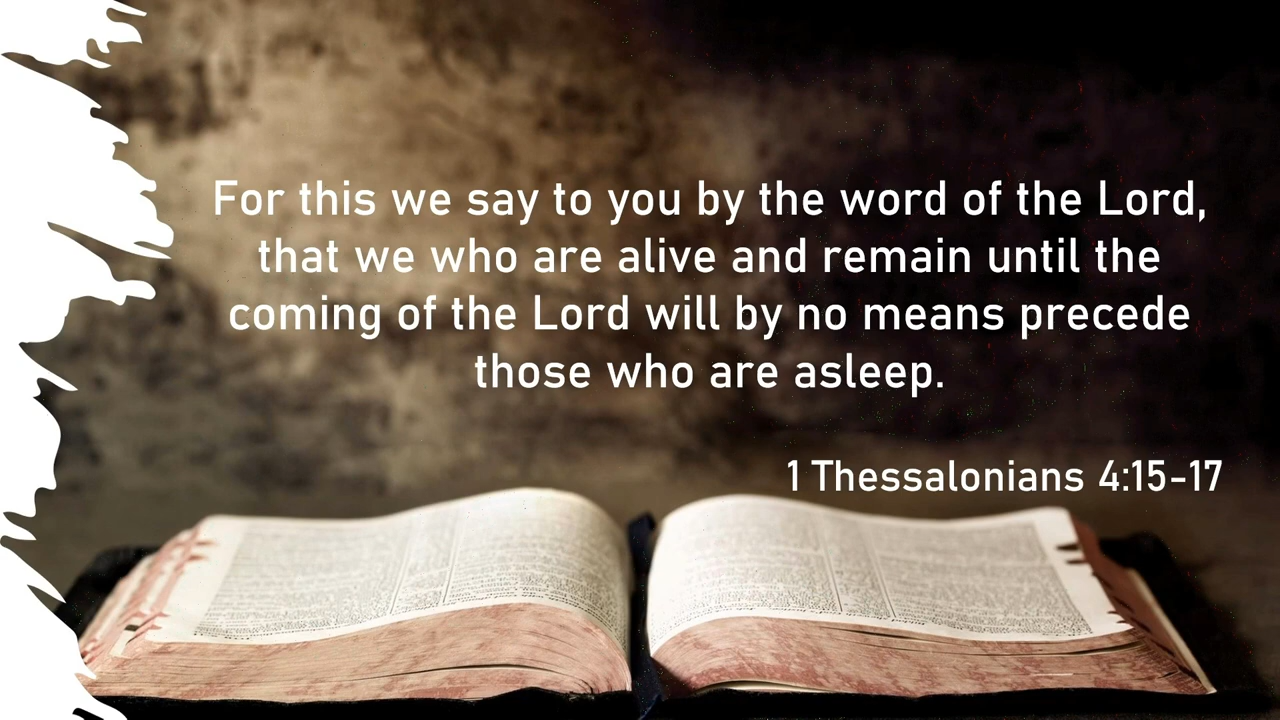 For this we say to you by the word of the Lord,
that we who are alive and remain until the
coming of the Lord will by no means precede
those who are asleep.
1 Thessalonians 4:15-17